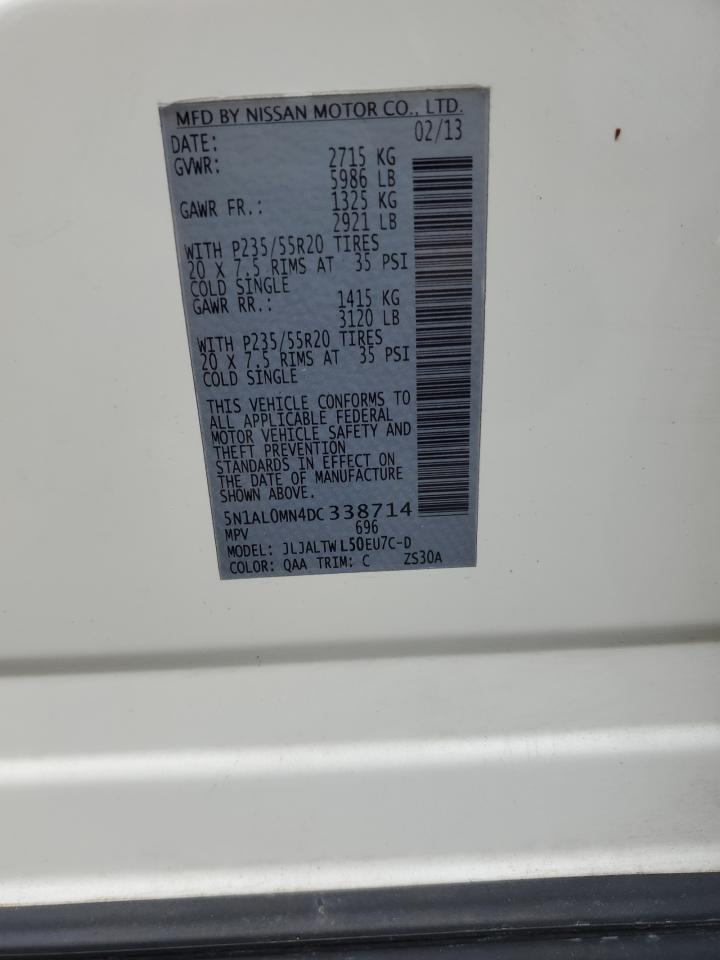 MFD BY NISSAN MOTOR CO., LTD.
DATE: 02/13
GVWR: 2715 KG
5986 LB
GAWR FR.: 1325 KG
2921 LB
WITH P235/55R20 TIRES
20 X 7.5 RIMS AT 35 PSI
COLD SINGLE
GAWR RR.: 1415 KG
3120 LB
WITH P235/55R20 TIRES
20 X 7.5 RIMS AT 35 PSI
COLD SINGLE
THIS VEHICLE CONFORMS TO
ALL APPLICABLE FEDERAL
MOTOR VEHICLE SAFETY AND
THEFT PREVENTION
STANDARDS IN EFFECT ON
THE DATE OF MANUFACTURE
SHOWN ABOVE.
5N1AL0MN4DC338714
MPV 696
MODEL: JLJALTWL50EU7C-D
COLOR: QAA TRIM: C ZS30A